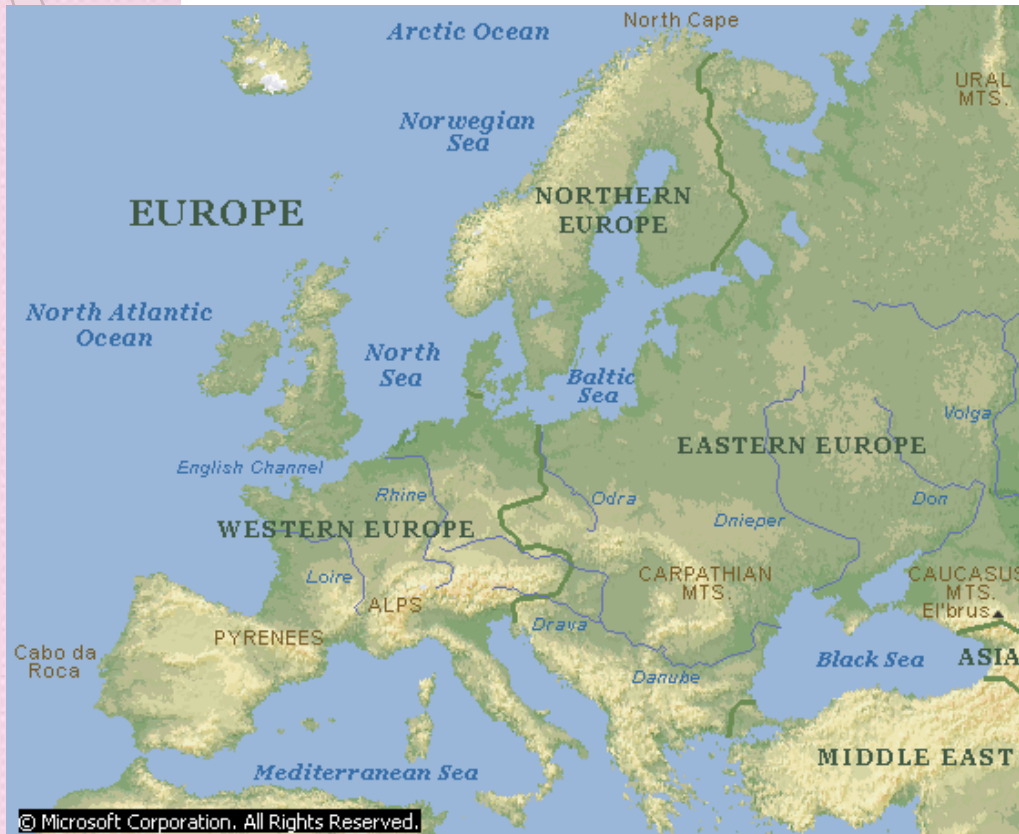 North Cape
Arctic Ocean
URAL
MTS.
Norwegian
Sea
NORTHERN
EUROPE
EUROPE
North Atlantic
Ocean
North
Sea
Baltic
Sea
Volga
EASTERN EUROPE
English Channel
Rhine
Odra
Don
Dnieper
WESTERN EUROPE
Loire
CARPATHIAN
MTS.
CAUCASUS
MTS.
El'brus
ALPS
Drava
PYRENEES
Cabo da
Roca
Black Sea
ASIA
Danube
MIDDLE EAST
Mediterranean Sea
© Microsoft Corporation. All Rights Reserved.